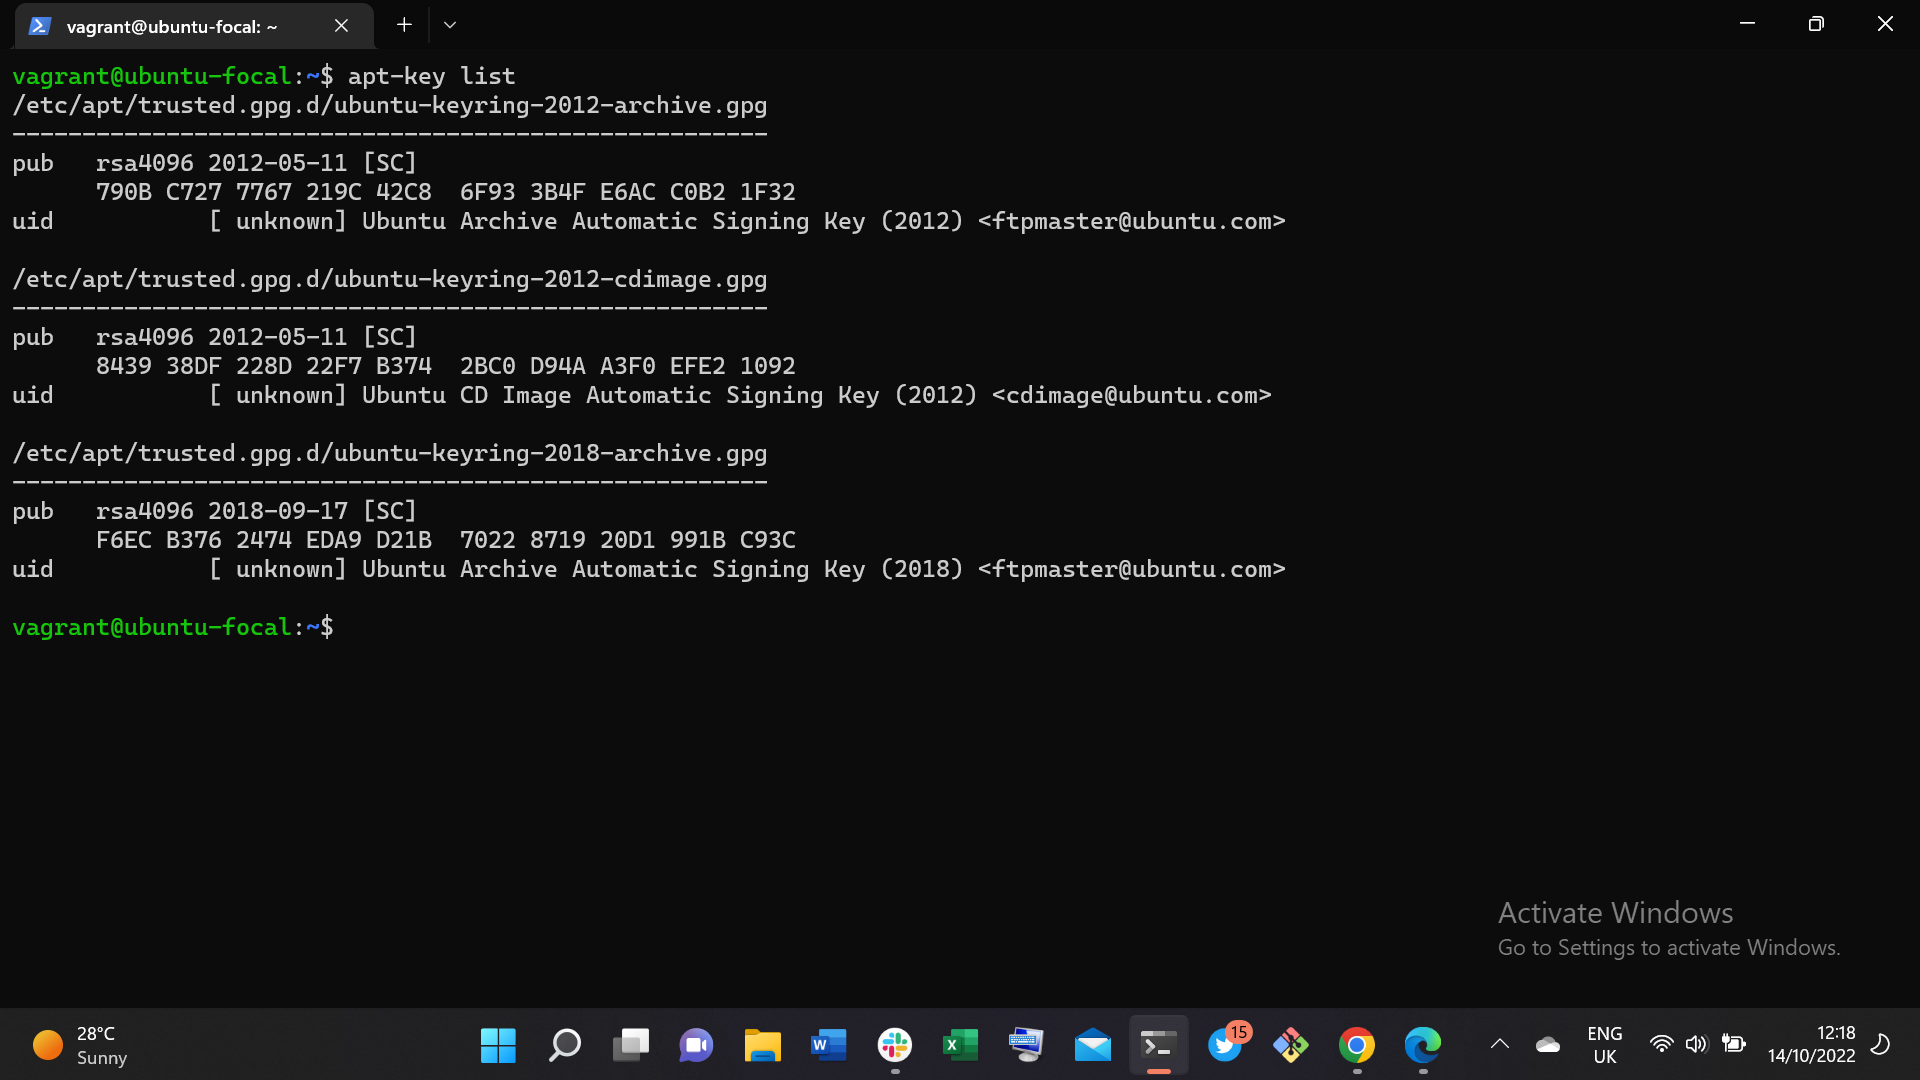 vagrant@ubuntu-focal: ~
vagrant@ubuntu-focal:~$ apt-key list
/etc/apt/trusted.gpg.d/ubuntu-keyring-2012-archive.gpg
------------------------------------------------------
pub   rsa4096 2012-05-11 [SC]
      790B C727 7767 219C 42C8  6F93 3B4F E6AC C0B2 1F32
uid           [ unknown] Ubuntu Archive Automatic Signing Key (2012) <ftpmaster@ubuntu.com>
/etc/apt/trusted.gpg.d/ubuntu-keyring-2012-cdimage.gpg
------------------------------------------------------
pub   rsa4096 2012-05-11 [SC]
      8439 38DF 228D 22F7 B374  2BC0 D94A A3F0 EFE2 1092
uid           [ unknown] Ubuntu CD Image Automatic Signing Key (2012) <cdimage@ubuntu.com>
/etc/apt/trusted.gpg.d/ubuntu-keyring-2018-archive.gpg
------------------------------------------------------
pub   rsa4096 2018-09-17 [SC]
      F6EC B376 2474 EDA9 D21B  7022 8719 20D1 991B C93C
uid           [ unknown] Ubuntu Archive Automatic Signing Key (2018) <ftpmaster@ubuntu.com>
vagrant@ubuntu-focal:~$
Activate Windows
Go to Settings to activate Windows.
28°C
Sunny
15
ENG
UK
12:18
14/10/2022